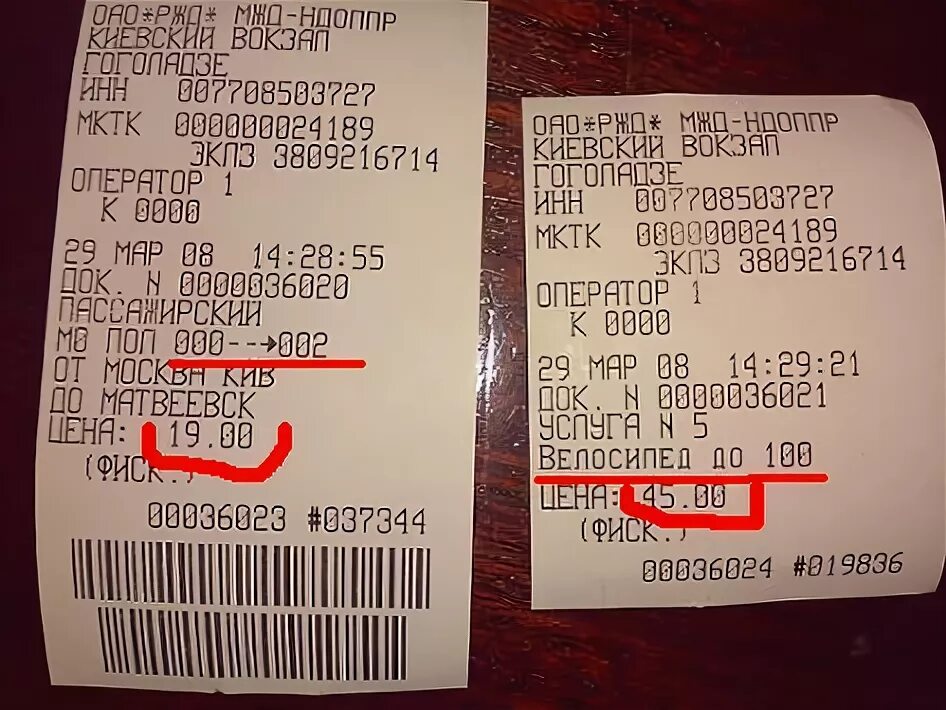 ОАО*РЖД* МЖД-НДОППР
КИЕВСКИЙ ВОКЗАЛ
ГОГОЛАДЗЕ
ИНН 007708503727
МКТК 000000024189
ЭКЛЗ 3809216714
ОПЕРАТОР 1
К 0000
29 МАР 08 14:28:55
ДОК. N 0000036020
ПАССАЖИРСКИЙ
М0 ПОП 000--→002
ОТ МОСКВА КИВ
ДО МАТВЕЕВСК
ЦЕНА: 19.00
(ФИСК.)
00036023 #037344
ОАО*РЖД* МЖД-НДОППР
КИЕВСКИЙ ВОКЗАЛ
ГОГОЛАДЗЕ
ИНН 007708503727
МКТК 000000024189
ЭКЛЗ 3809216714
ОПЕРАТОР 1
К 0000
29 МАР 08 14:29:21
ДОК. N 0000036021
УСЛУГА N 5
ВЕЛОСИПЕД ДО 100
ЦЕНА: 45.00
(ФИСК.)
00036024 #019836